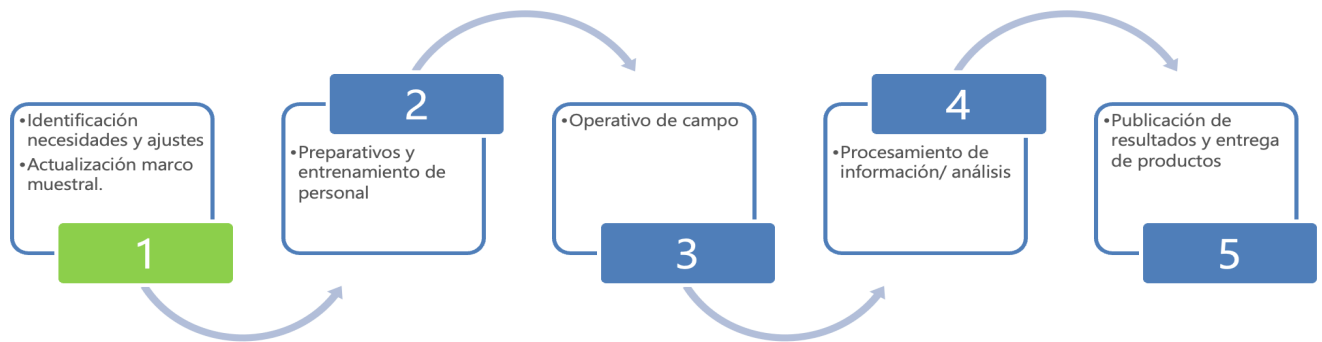 •Identificación
necesidades y ajustes
•Actualización marco
muestral.
1
2
•Preparativos y
entrenamiento de
personal
•Operativo de campo
3
4
•Procesamiento de
información/ análisis
•Publicación de
resultados y entrega
de productos
5